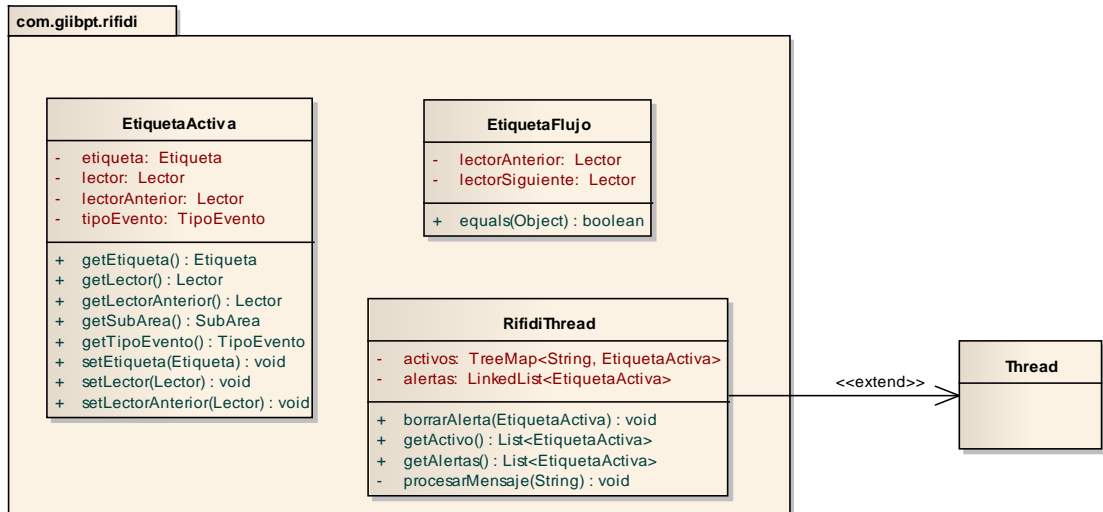 com.giibpt.rifidi
EtiquetaActiva
- etiqueta: Etiqueta
- lector: Lector
- lectorAnterior: Lector
- tipoEvento: TipoEvento
+ getEtiqueta() : Etiqueta
+ getLector() : Lector
+ getLectorAnterior() : Lector
+ getSubArea() : SubArea
+ getTipoEvento() : TipoEvento
+ setEtiqueta(Etiqueta) : void
+ setLector(Lector) : void
+ setLectorAnterior(Lector) : void
EtiquetaFlujo
- lectorAnterior: Lector
- lectorSiguiente: Lector
+ equals(Object) : boolean
RifidiThread
- activos: TreeMap<String, EtiquetaActiva>
- alertas: LinkedList<EtiquetaActiva>
+ borrarAlerta(EtiquetaActiva) : void
+ getActivo() : List<EtiquetaActiva>
+ getAlertas() : List<EtiquetaActiva>
- procesarMensaje(String) : void
<<extend>>
Thread